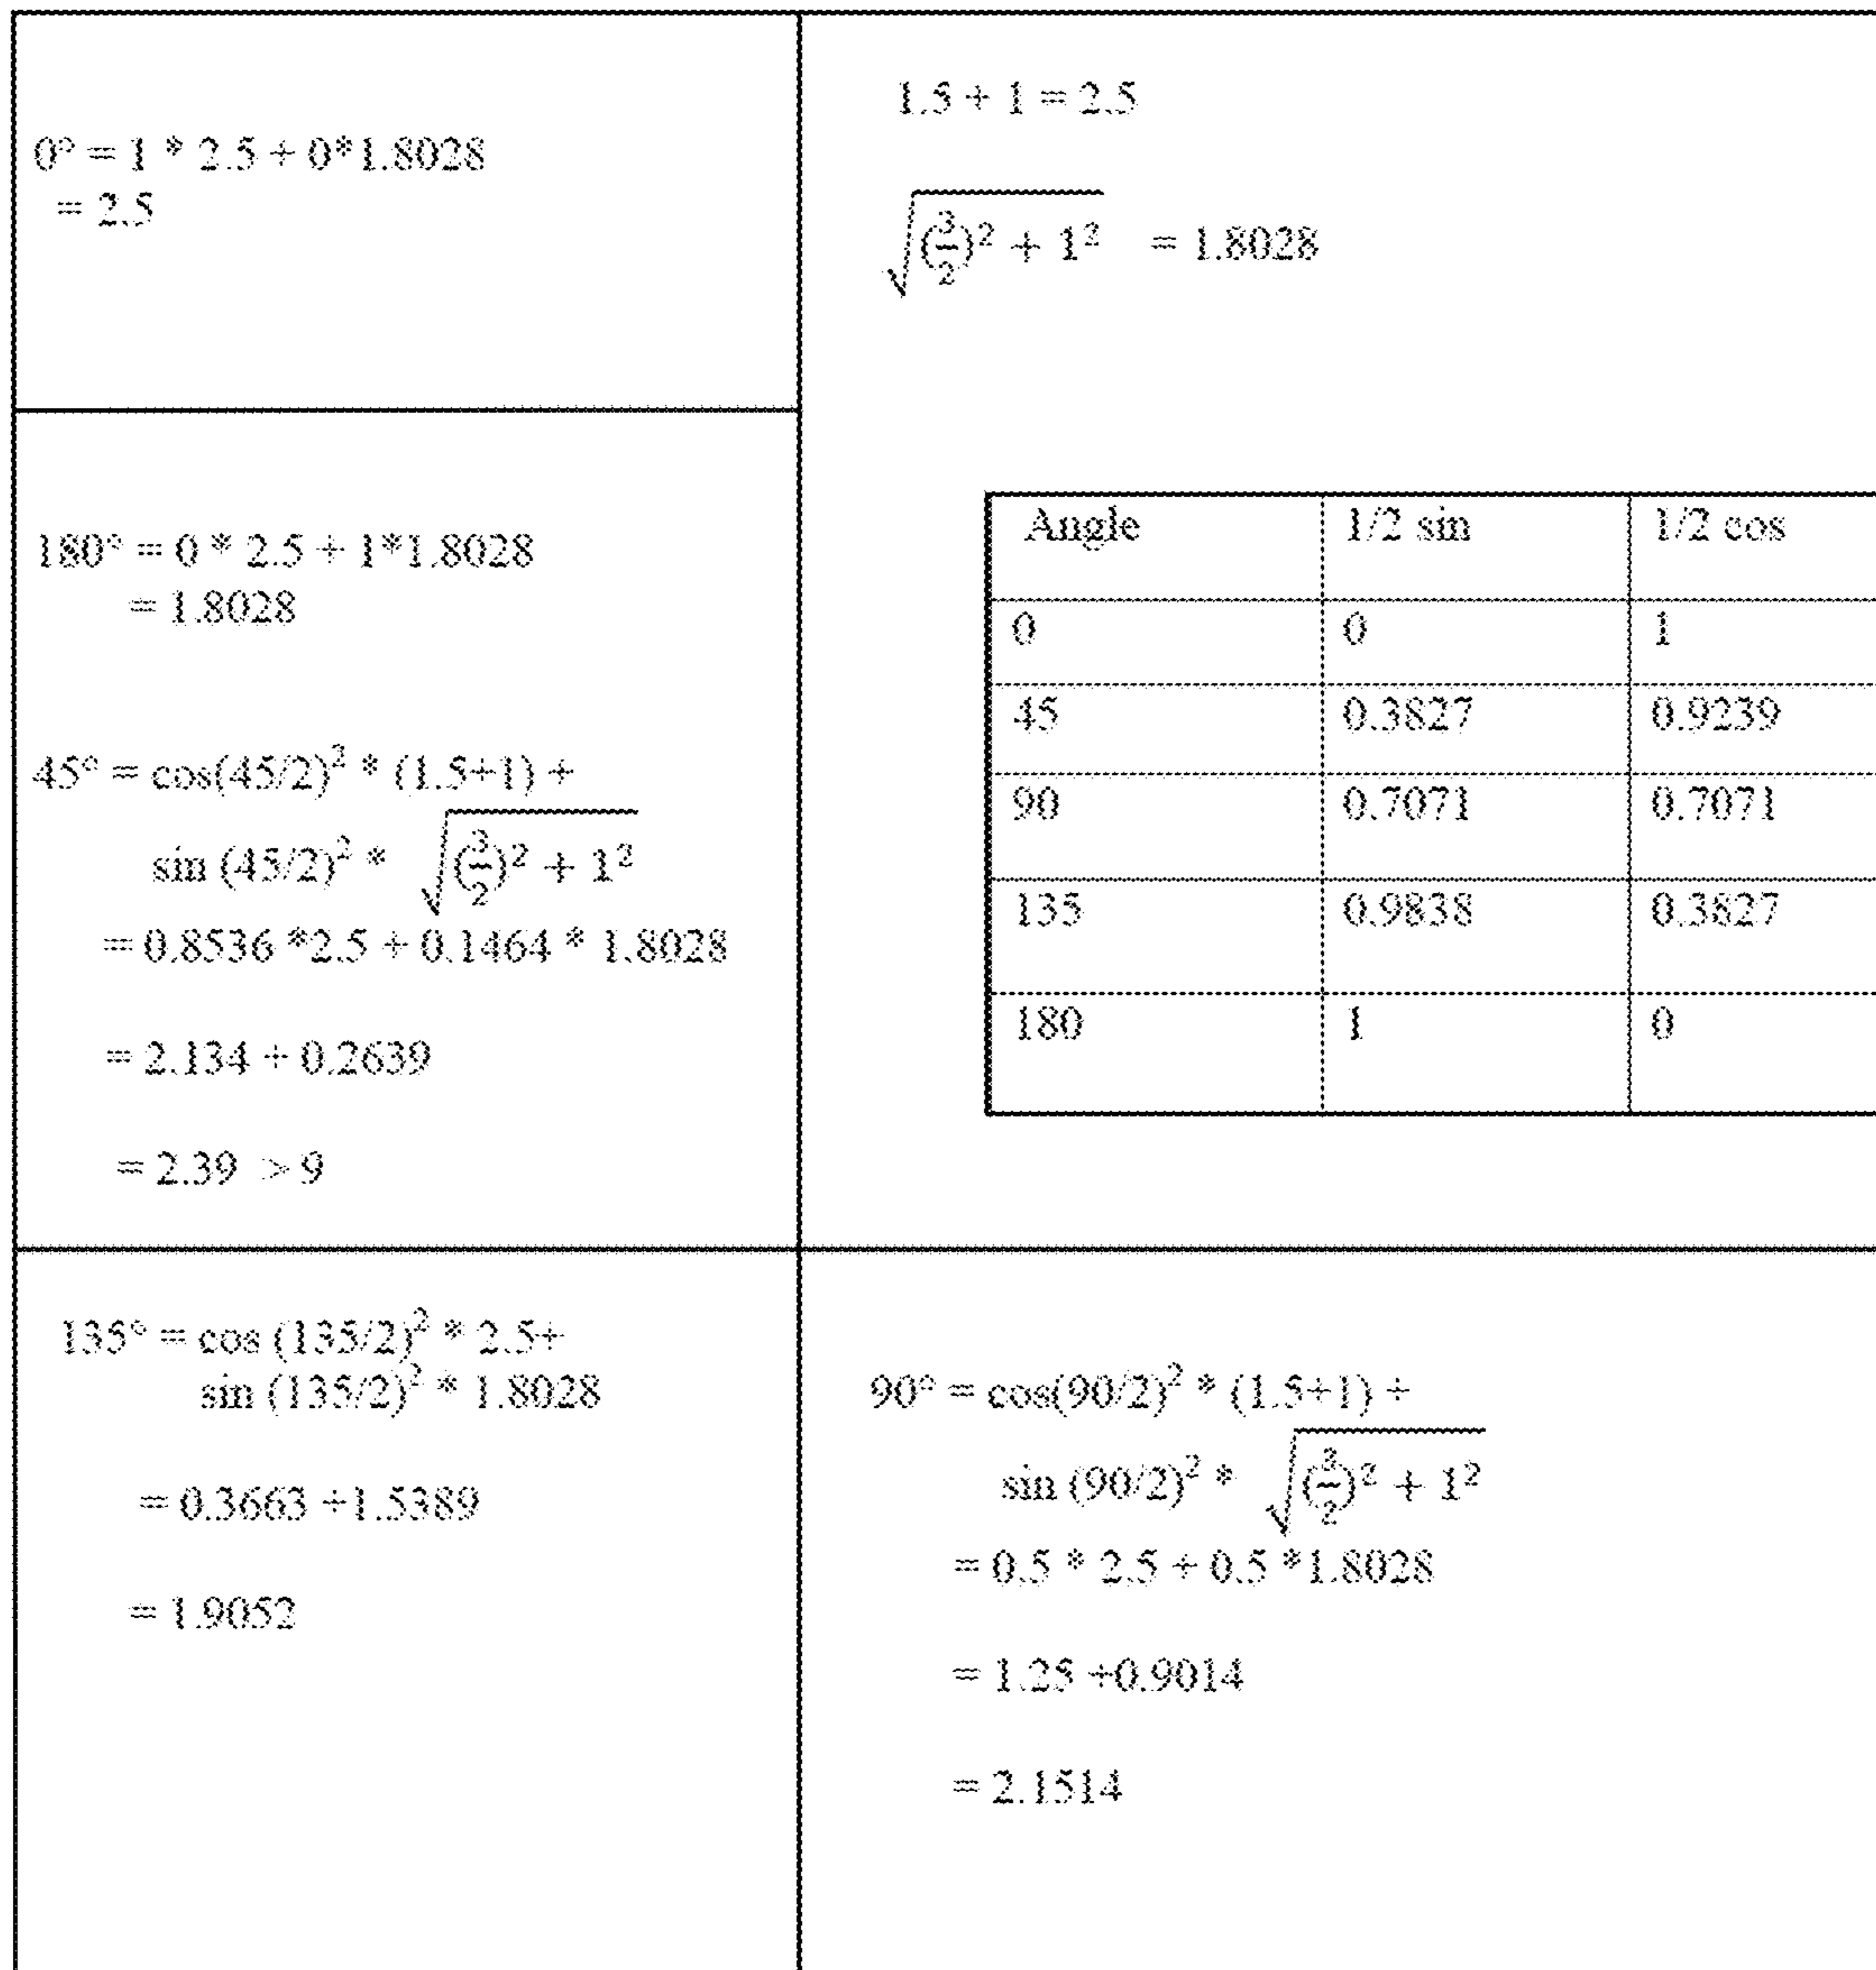 0° = 1 * 2.5 + 0*1.8028
= 2.5
1.5 + 1 = 2.5
√((3/2)² + 1²) = 1.8028
180° = 0 * 2.5 + 1*1.8028
= 1.8028
45° = cos(45/2)² * (1.5+1) +
sin (45/2)² * √((3/2)² + 1²)
= 0.8536 *2.5 + 0.1464 * 1.8028
= 2.134 + 0.2639
= 2.39 > 9
Angle 1/2 sin 1/2 cos
0 0 1
45 0.3827 0.9239
90 0.7071 0.7071
135 0.9838 0.3827
180 1 0
135° = cos (135/2)² * 2.5+
sin (135/2)² * 1.8028
= 0.3663 +1.5389
= 1.9052
90° = cos(90/2)² * (1.5+1) +
sin (90/2)² * √((3/2)² + 1²)
= 0.5 * 2.5 + 0.5 *1.8028
= 1.25 +0.9014
= 2.1514